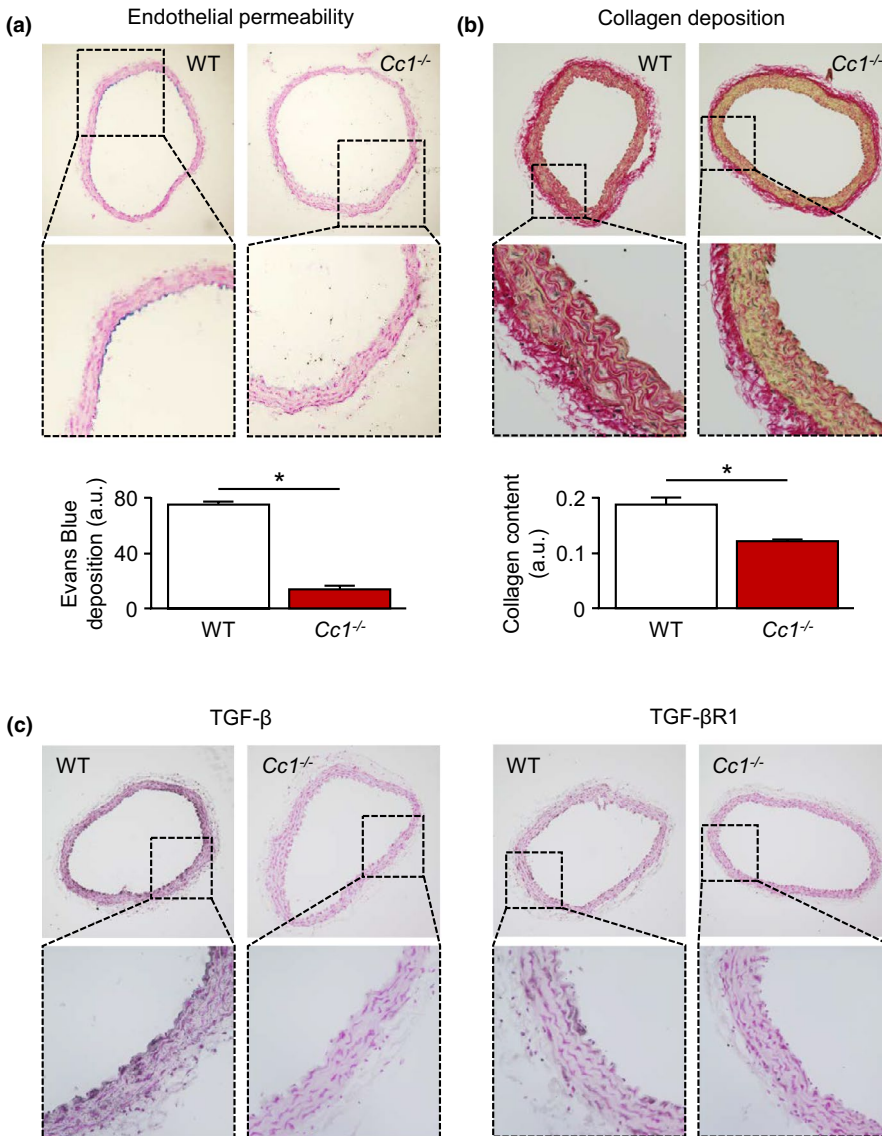 (a)
Endothelial permeability
WT
Cc1-/-
Evans Blue
deposition (a.u.)
80
40
0
*
WT
Cc1-/-
(b)
Collagen deposition
WT
Cc1-/-
Collagen content
(a.u.)
0.2
0.1
0
*
WT
Cc1-/-
(c)
TGF-β
WT
Cc1-/-
TGF-βR1
WT
Cc1-/-